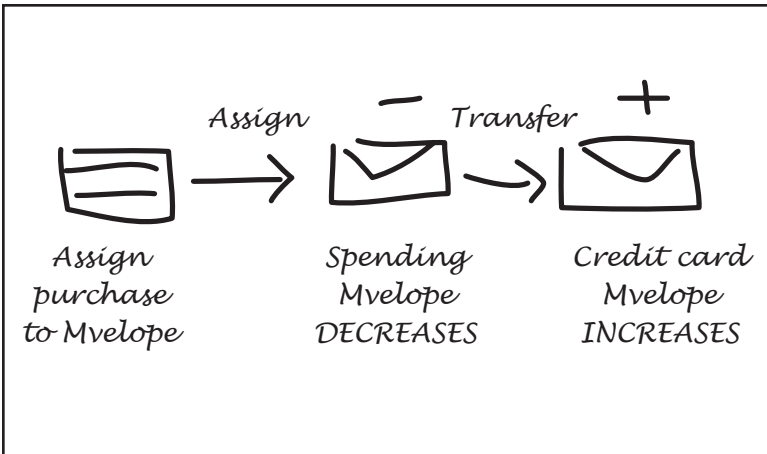 Assign
Transfer
Assign
purchase
to Mvelope
Spending
Mvelope
DECREASES
Credit card
Mvelope
INCREASES